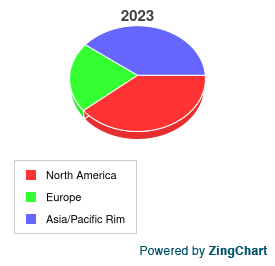 2023
North America
Europe
Asia/Pacific Rim
Powered by ZingChart